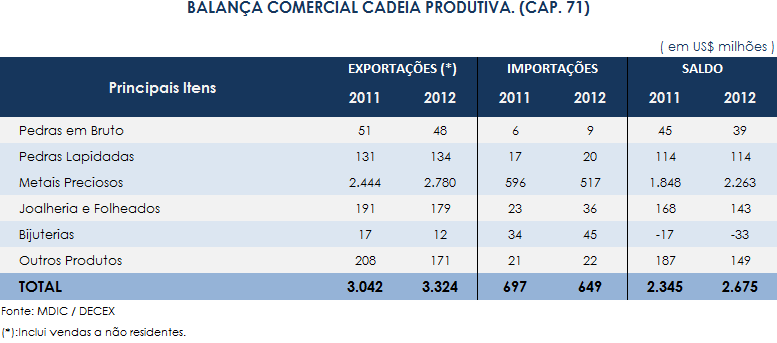 BALANÇA COMERCIAL CADEIA PRODUTIVA. (CAP. 71)
( em US$ milhões )
Principais Itens EXPORTAÇÕES (*) IMPORTAÇÕES SALDO
2011 2012 2011 2012 2011 2012
Pedras em Bruto 51 48 6 9 45 39
Pedras Lapidadas 131 134 17 20 114 114
Metais Preciosos 2.444 2.780 596 517 1.848 2.263
Joalheria e Folheados 191 179 23 36 168 143
Bijuterias 17 12 34 45 -17 -33
Outros Produtos 208 171 21 22 187 149
TOTAL 3.042 3.324 697 649 2.345 2.675
Fonte: MDIC / DECEX
(*):Inclui vendas a não residentes.